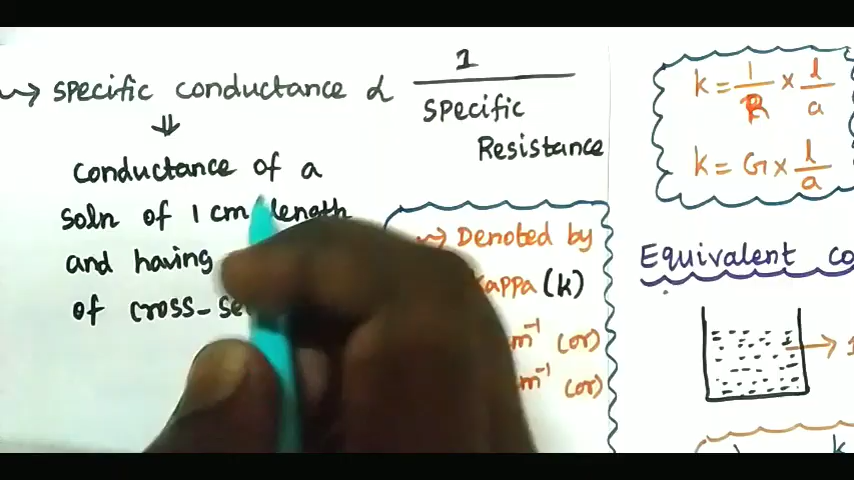 specific conductance α 1
specific
Resistance
conductance of a
soln of 1 cm length
and having
of cross-se
Denoted by
kappa (k)
m⁻¹ (or)
m⁻¹ (or)
k = 1/R × l/a
k = G × l/a
Equivalent co